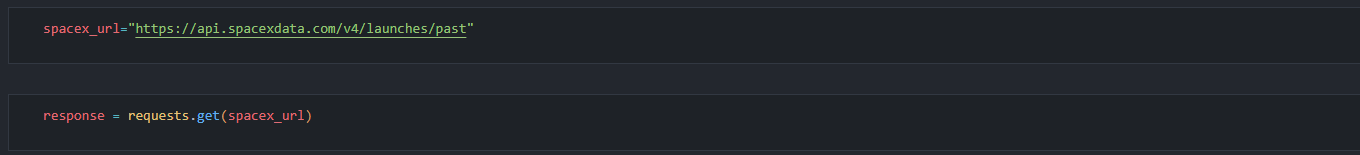 spacex_url="https://api.spacexdata.com/v4/launches/past"
response = requests.get(spacex_url)